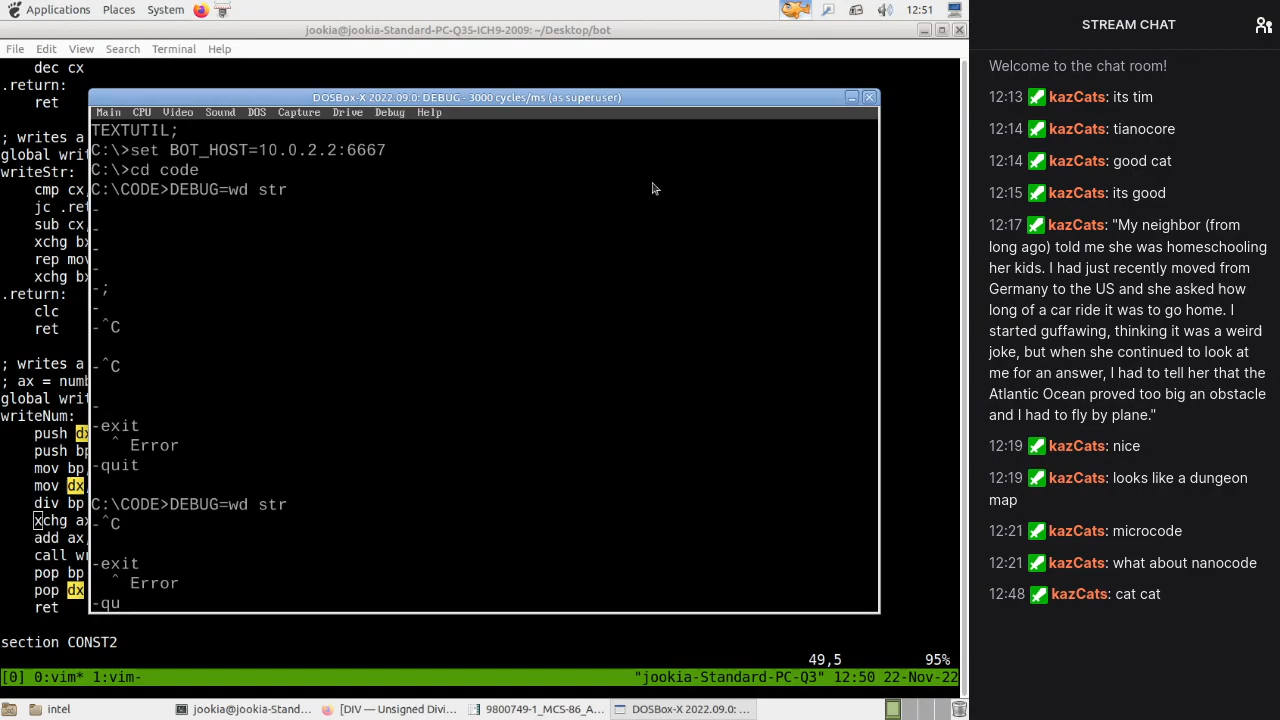 Applications Places System 12:51
jookia@jookia-Standard-PC-Q35-ICH9-2009: ~/Desktop/bot
File Edit View Search Terminal Help
dec cx
.return:
ret
; writes a
global writ
writeStr:
cmp cx,
jc .ret
sub cx,
xchg bx
rep mov
xchg bx
.return:
clc
ret
; writes a
; ax = numb
global writ
writeNum:
push dx
push bp
mov bp,
mov dx,
div bp
xchg ax
add ax,
call wr
pop bp
pop dx
ret
section CONST2
49,5 95%
[0] 0:vim* 1:vim- "jookia-Standard-PC-Q3" 12:50 22-Nov-22
DOSBox-X 2022.09.0: DEBUG - 3000 cycles/ms (as superuser)
Main CPU Video Sound DOS Capture Drive Debug Help
TEXTUTIL;
C:\>set BOT_HOST=10.0.2.2:6667
C:\>cd code
C:\CODE>DEBUG=wd str
-
-
-
-
-;
-
-^C
-^C
-
-exit
^ Error
-quit
C:\CODE>DEBUG=wd str
-^C
-exit
^ Error
-qu
intel jookia@jookia-Stand... [DIV — Unsigned Divi... 9800749-1_MCS-86_A... DOSBox-X 2022.09.0: ...
STREAM CHAT
Welcome to the chat room!
12:13 kazCats: its tim
12:14 kazCats: tianocore
12:14 kazCats: good cat
12:15 kazCats: its good
12:17 kazCats: "My neighbor (from
long ago) told me she was homeschooling
her kids. I had just recently moved from
Germany to the US and she asked how
long of a car ride it was to go home. I
started guffawing, thinking it was a weird
joke, but when she continued to look at
me for an answer, I had to tell her that the
Atlantic Ocean proved too big an obstacle
and I had to fly by plane."
12:19 kazCats: nice
12:19 kazCats: looks like a dungeon
map
12:21 kazCats: microcode
12:21 kazCats: what about nanocode
12:48 kazCats: cat cat